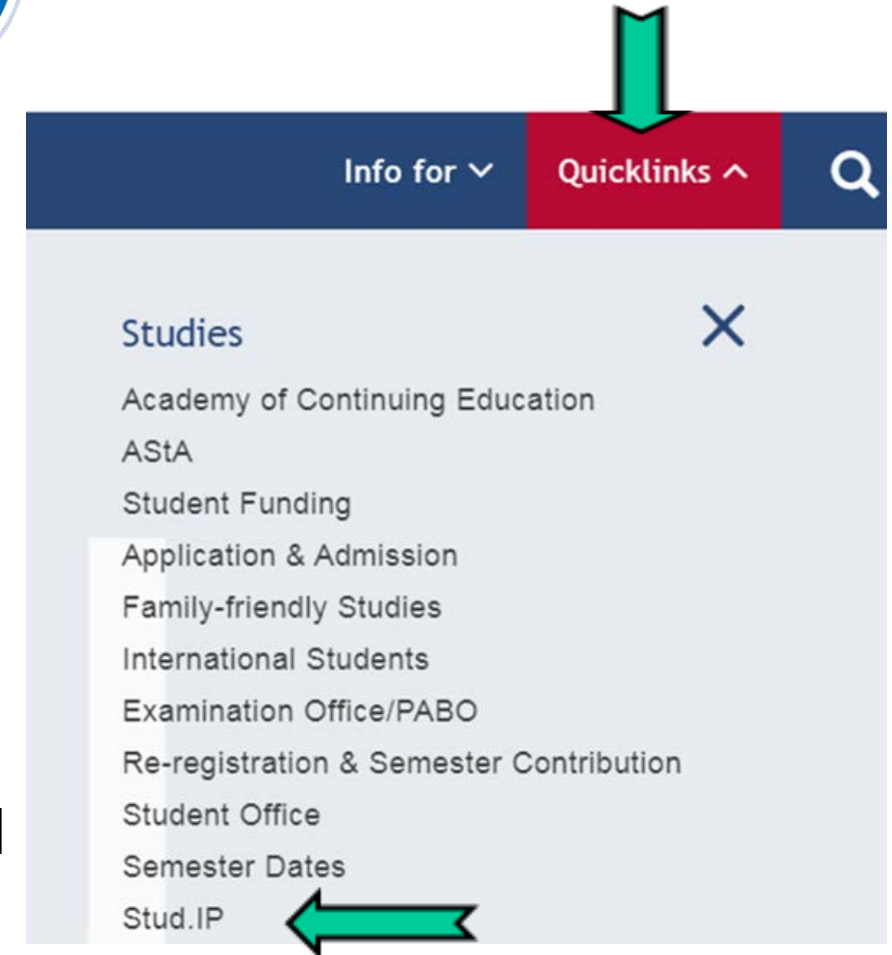 Info for Quicklinks
Studies
Academy of Continuing Education
AStA
Student Funding
Application & Admission
Family-friendly Studies
International Students
Examination Office/PABO
Re-registration & Semester Contribution
Student Office
Semester Dates
Stud.IP